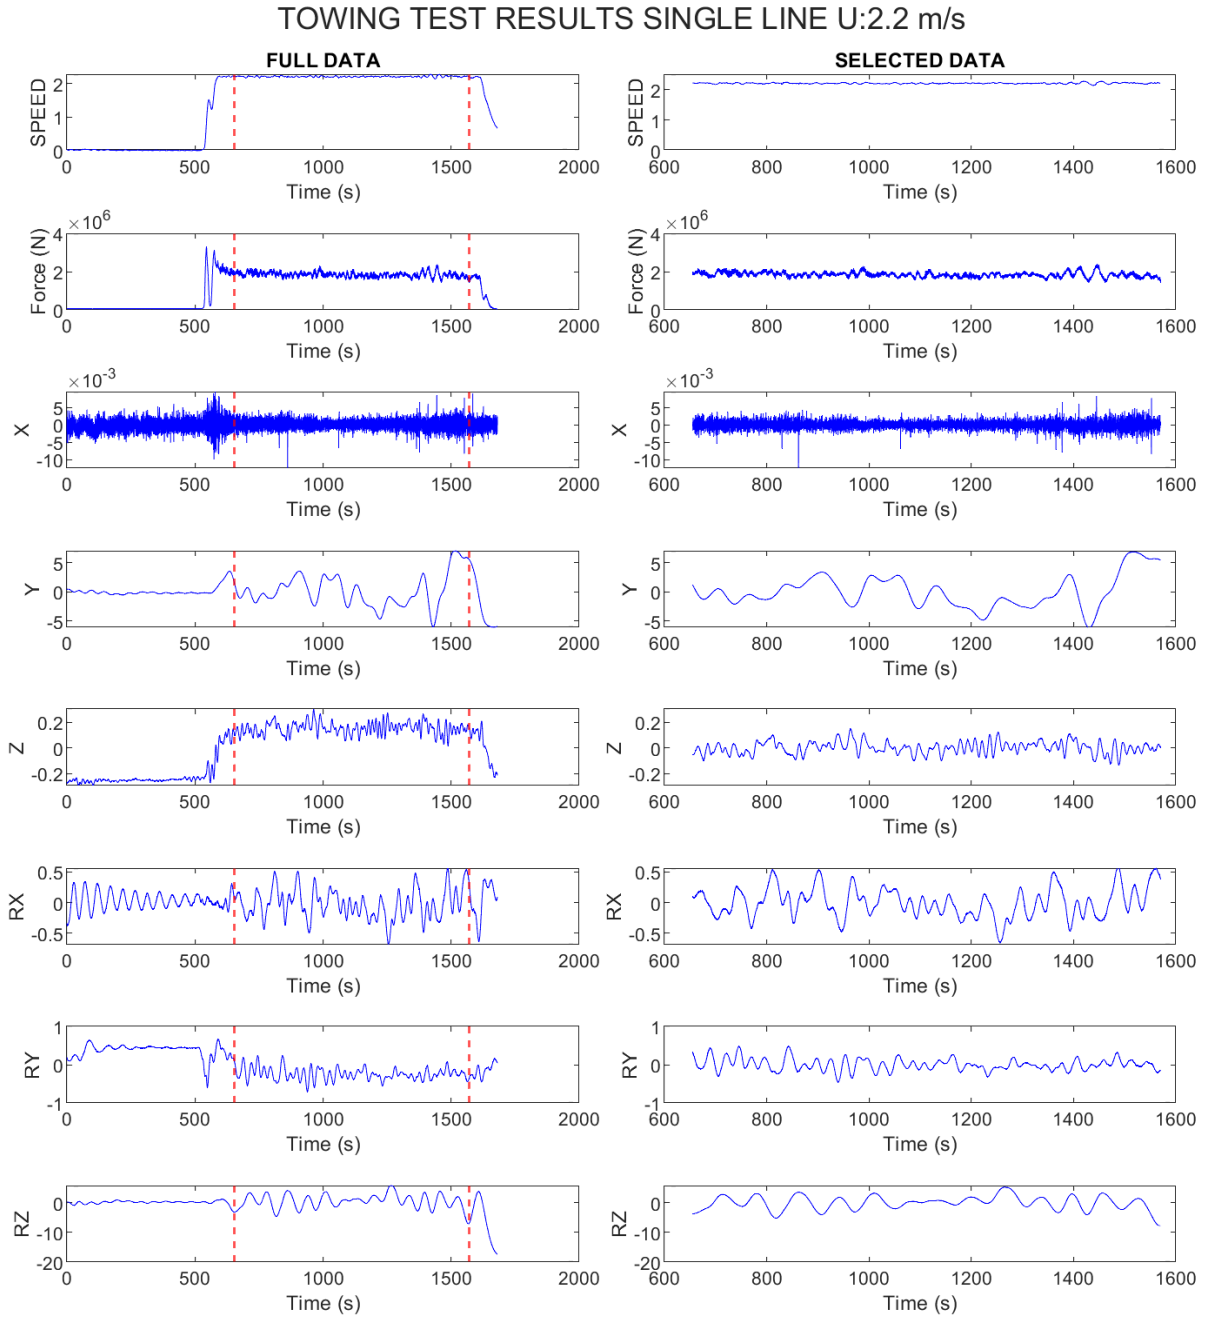 TOWING TEST RESULTS SINGLE LINE U:2.2 m/s
FULL DATA
SELECTED DATA
SPEED
2
1
0
0 500 1000 1500 2000
Time (s)
SPEED
2
1
0
600 800 1000 1200 1400 1600
Time (s)
×10^6
Force (N)
4
2
0
0 500 1000 1500 2000
Time (s)
×10^6
Force (N)
4
2
0
600 800 1000 1200 1400 1600
Time (s)
×10^-3
X
5
0
-5
-10
0 500 1000 1500 2000
Time (s)
×10^-3
X
5
0
-5
-10
600 800 1000 1200 1400 1600
Time (s)
Y
5
0
-5
0 500 1000 1500 2000
Time (s)
Y
5
0
-5
600 800 1000 1200 1400 1600
Time (s)
Z
0.2
0
-0.2
0 500 1000 1500 2000
Time (s)
Z
0.2
0
-0.2
600 800 1000 1200 1400 1600
Time (s)
RX
0.5
0
-0.5
0 500 1000 1500 2000
Time (s)
RX
0.5
0
-0.5
600 800 1000 1200 1400 1600
Time (s)
RY
1
0
-1
0 500 1000 1500 2000
Time (s)
RY
1
0
-1
600 800 1000 1200 1400 1600
Time (s)
RZ
0
-10
-20
0 500 1000 1500 2000
Time (s)
RZ
0
-10
-20
600 800 1000 1200 1400 1600
Time (s)